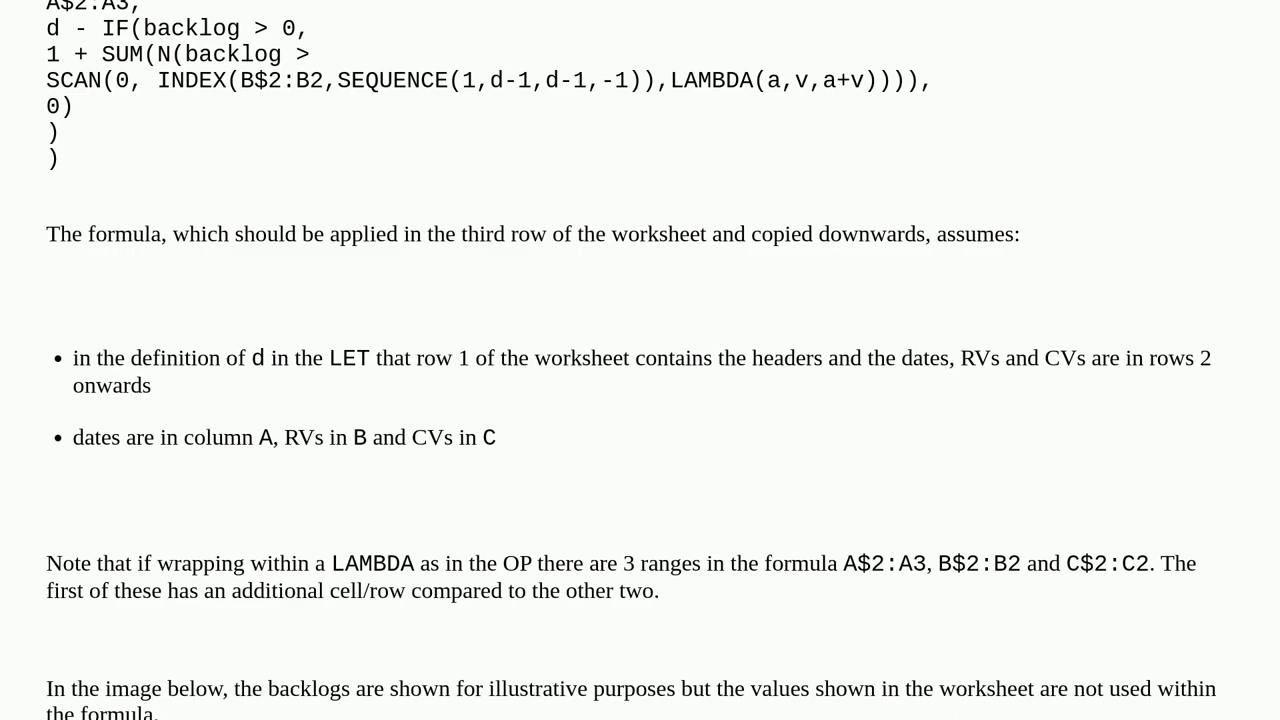 A$2:A3,
d - IF(backlog > 0,
1 + SUM(N(backlog >
SCAN(0, INDEX(B$2:B2,SEQUENCE(1,d-1,d-1,-1)),LAMBDA(a,v,a+v)))),
0)
)
)
The formula, which should be applied in the third row of the worksheet and copied downwards, assumes:
• in the definition of d in the LET that row 1 of the worksheet contains the headers and the dates, RVs and CVs are in rows 2
onwards
• dates are in column A, RVs in B and CVs in C
Note that if wrapping within a LAMBDA as in the OP there are 3 ranges in the formula A$2:A3, B$2:B2 and C$2:C2. The
first of these has an additional cell/row compared to the other two.
In the image below, the backlogs are shown for illustrative purposes but the values shown in the worksheet are not used within
the formula.